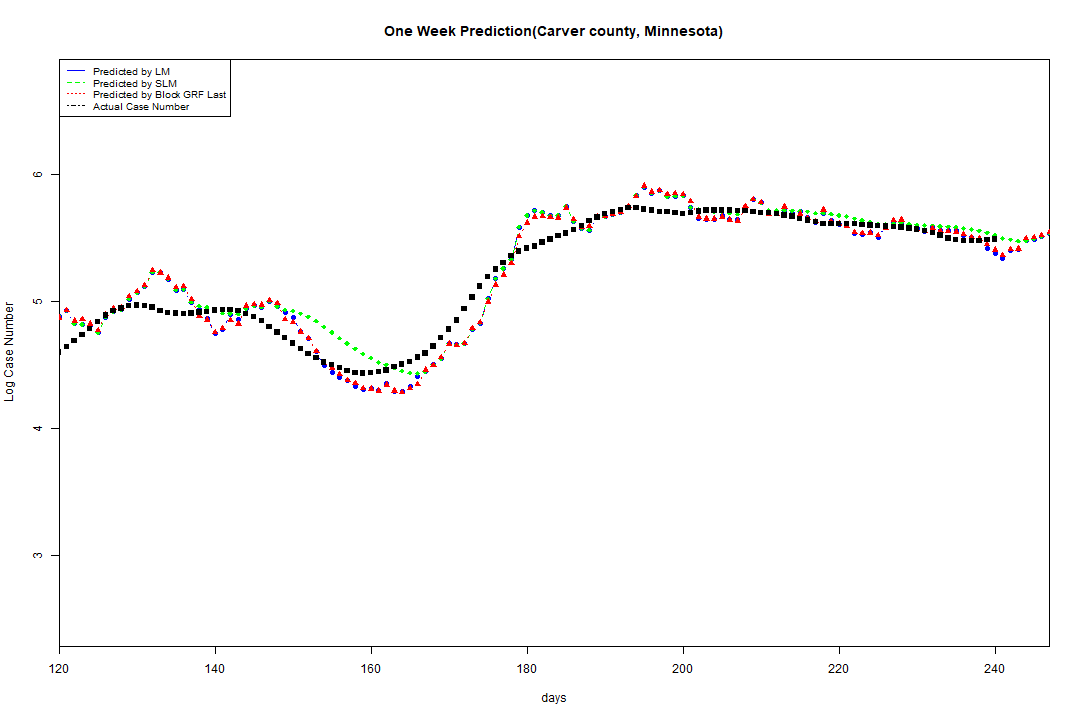 One Week Prediction(Carver county, Minnesota)
Predicted by LM
Predicted by SLM
Predicted by Block GRF Last
Actual Case Number
6
5
4
3
Log Case Number
120 140 160 180 200 220 240
days